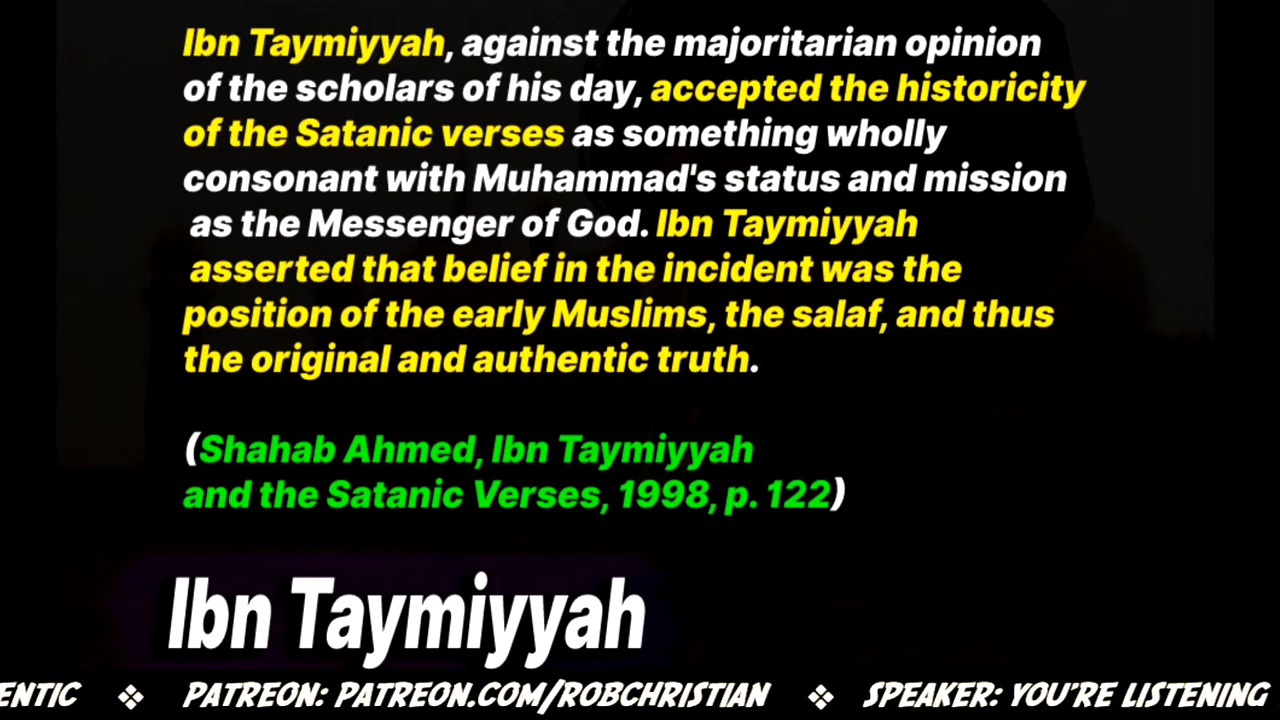 Ibn Taymiyyah, against the majoritarian opinion
of the scholars of his day, accepted the historicity
of the Satanic verses as something wholly
consonant with Muhammad's status and mission
as the Messenger of God. Ibn Taymiyyah
asserted that belief in the incident was the
position of the early Muslims, the salaf, and thus
the original and authentic truth.
(Shahab Ahmed, Ibn Taymiyyah
and the Satanic Verses, 1998, p. 122)
Ibn Taymiyyah
ENTIC ❖ PATREON: PATREON.COM/ROBCHRISTIAN ❖ SPEAKER: YOU'RE LISTENING